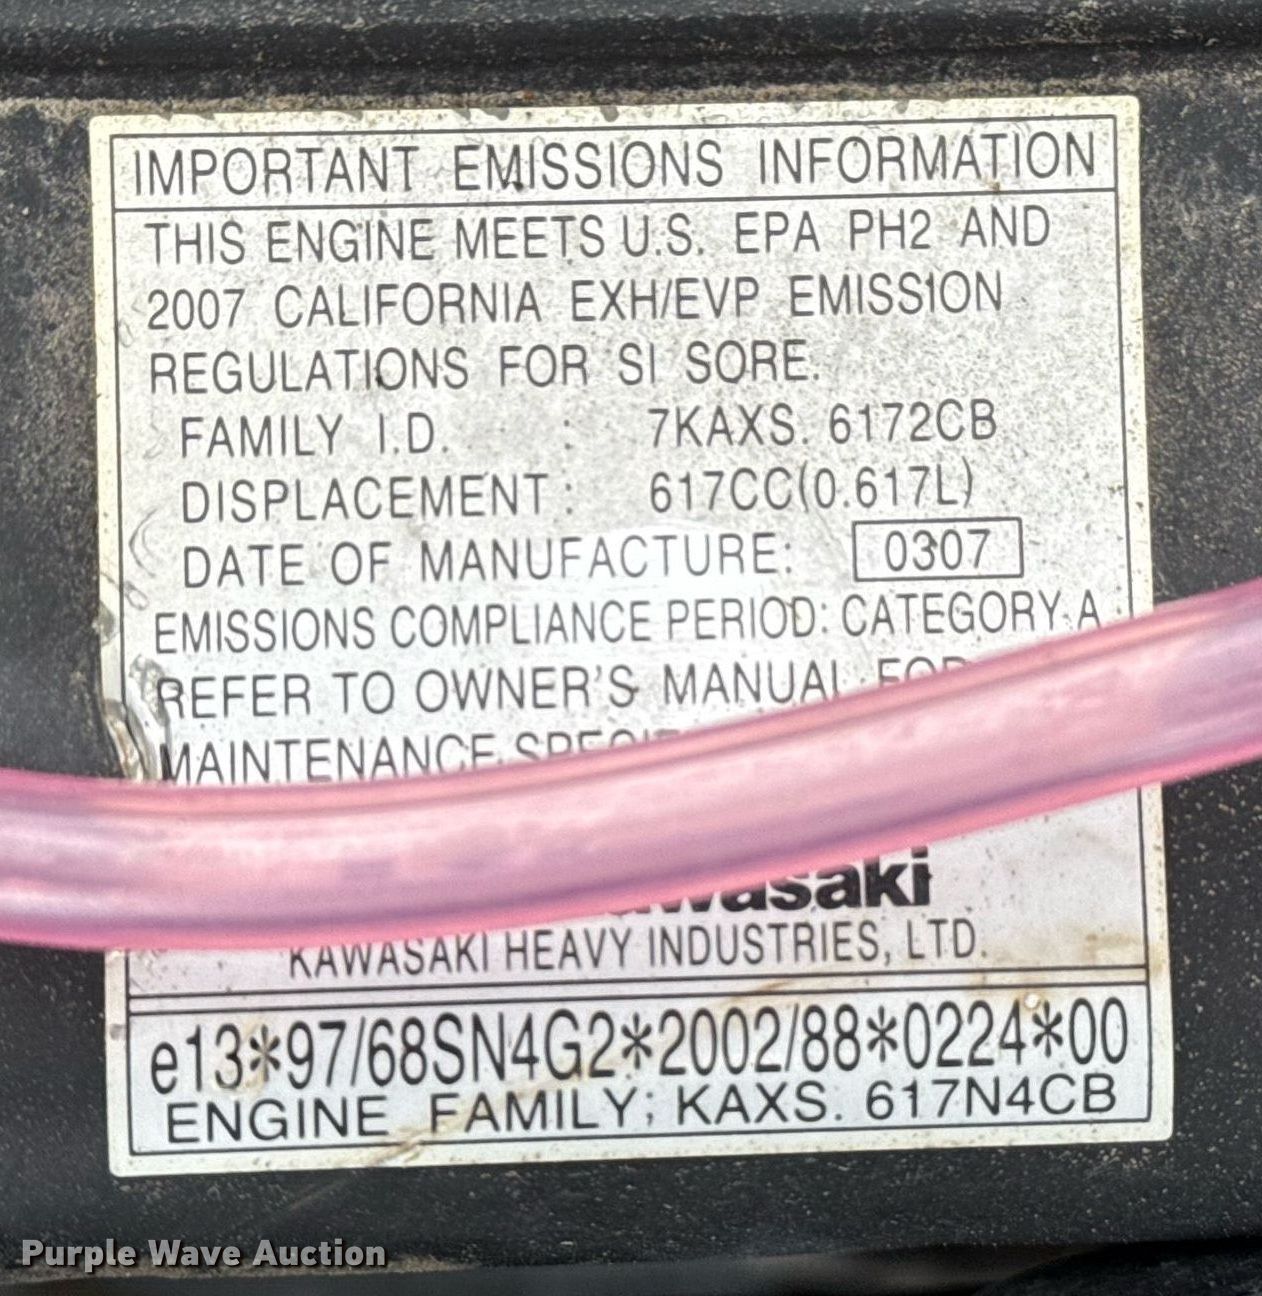 IMPORTANT EMISSIONS INFORMATION
THIS ENGINE MEETS U.S. EPA PH2 AND
2007 CALIFORNIA EXH/EVP EMISSION
REGULATIONS FOR SI SORE.
FAMILY I.D. : 7KAXS. 6172CB
DISPLACEMENT : 617CC(0.617L)
DATE OF MANUFACTURE: 0307
EMISSIONS COMPLIANCE PERIOD: CATEGORY A
REFER TO OWNER'S MANUAL FOR
MAINTENANCE
Kawasaki
KAWASAKI HEAVY INDUSTRIES, LTD.
e13*97/68SN4G2*2002/88*0224*00
ENGINE FAMILY; KAXS. 617N4CB
Purple Wave Auction